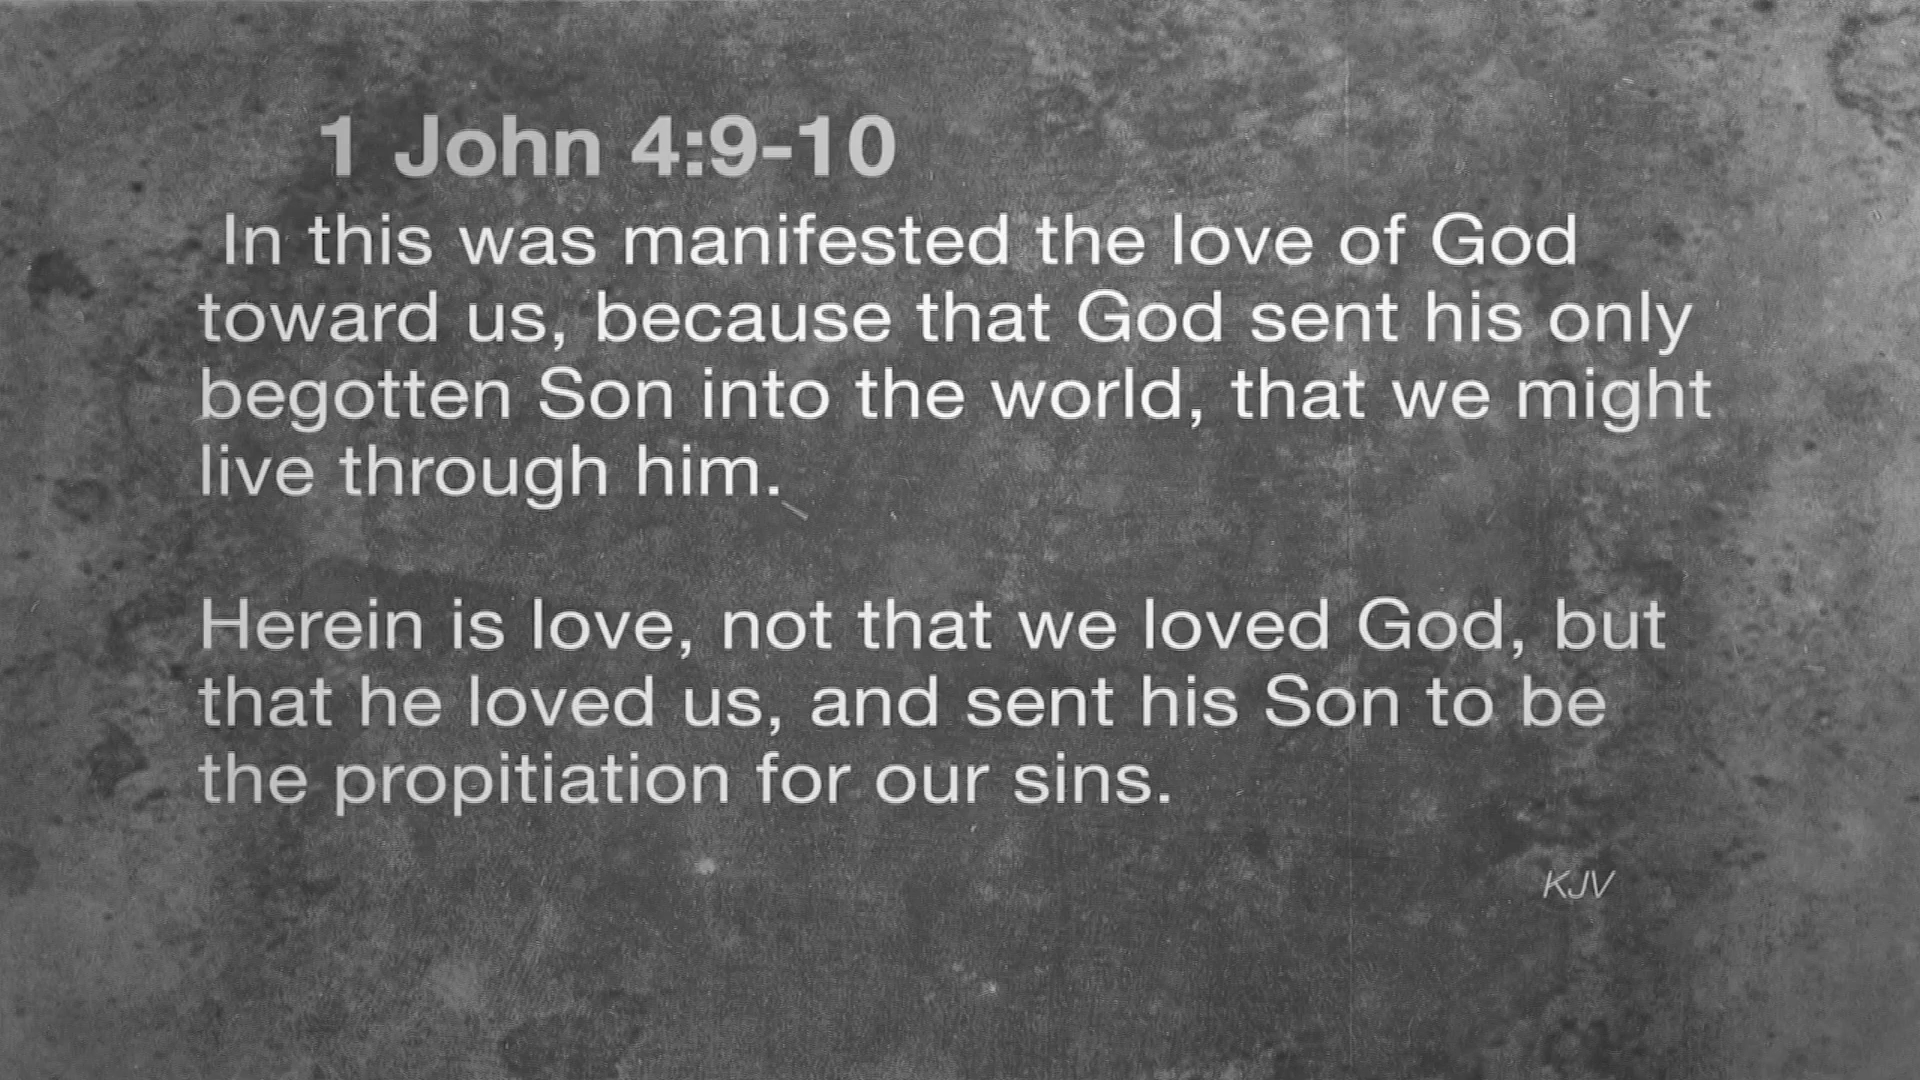 1 John 4:9-10
In this was manifested the love of God
toward us, because that God sent his only
begotten Son into the world, that we might
live through him.
Herein is love, not that we loved God, but
that he loved us, and sent his Son to be
the propitiation for our sins.
KJV